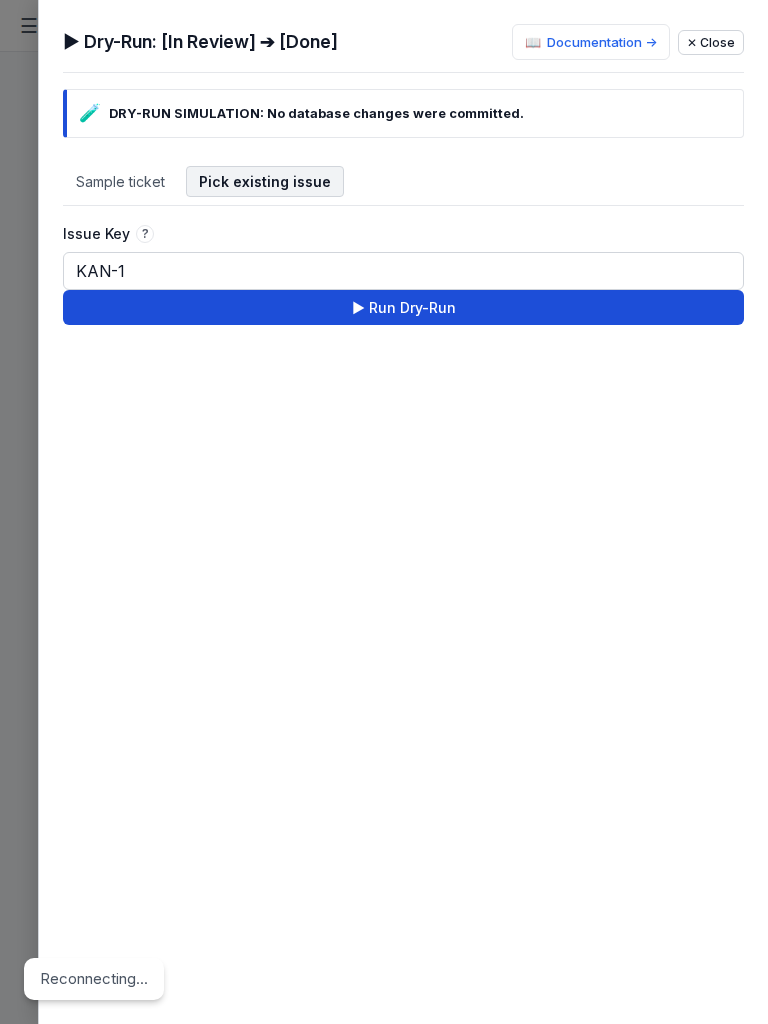 ▶ Dry-Run: [In Review] ➔ [Done]
📖 Documentation →
✕ Close
🧪 DRY-RUN SIMULATION: No database changes were committed.
Sample ticket
Pick existing issue
Issue Key ?
KAN-1
▶ Run Dry-Run
Reconnecting...